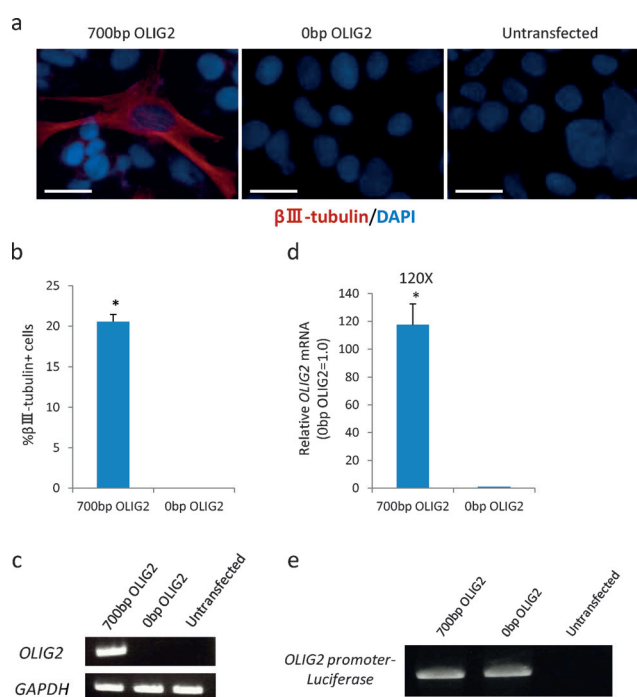 a
700bp OLIG2 0bp OLIG2 Untransfected
βⅢ-tubulin/DAPI
b
25
20
15
10
5
0
%βⅢ-tubulin+ cells
*
700bp OLIG2 0bp OLIG2
d
120X
*
140
120
100
80
60
40
20
0
Relative OLIG2 mRNA
(0bp OLIG2=1.0)
700bp OLIG2 0bp OLIG2
c
700bp OLIG2
0bp OLIG2
Untransfected
OLIG2
GAPDH
e
700bp OLIG2
0bp OLIG2
Untransfected
OLIG2 promoter-
Luciferase